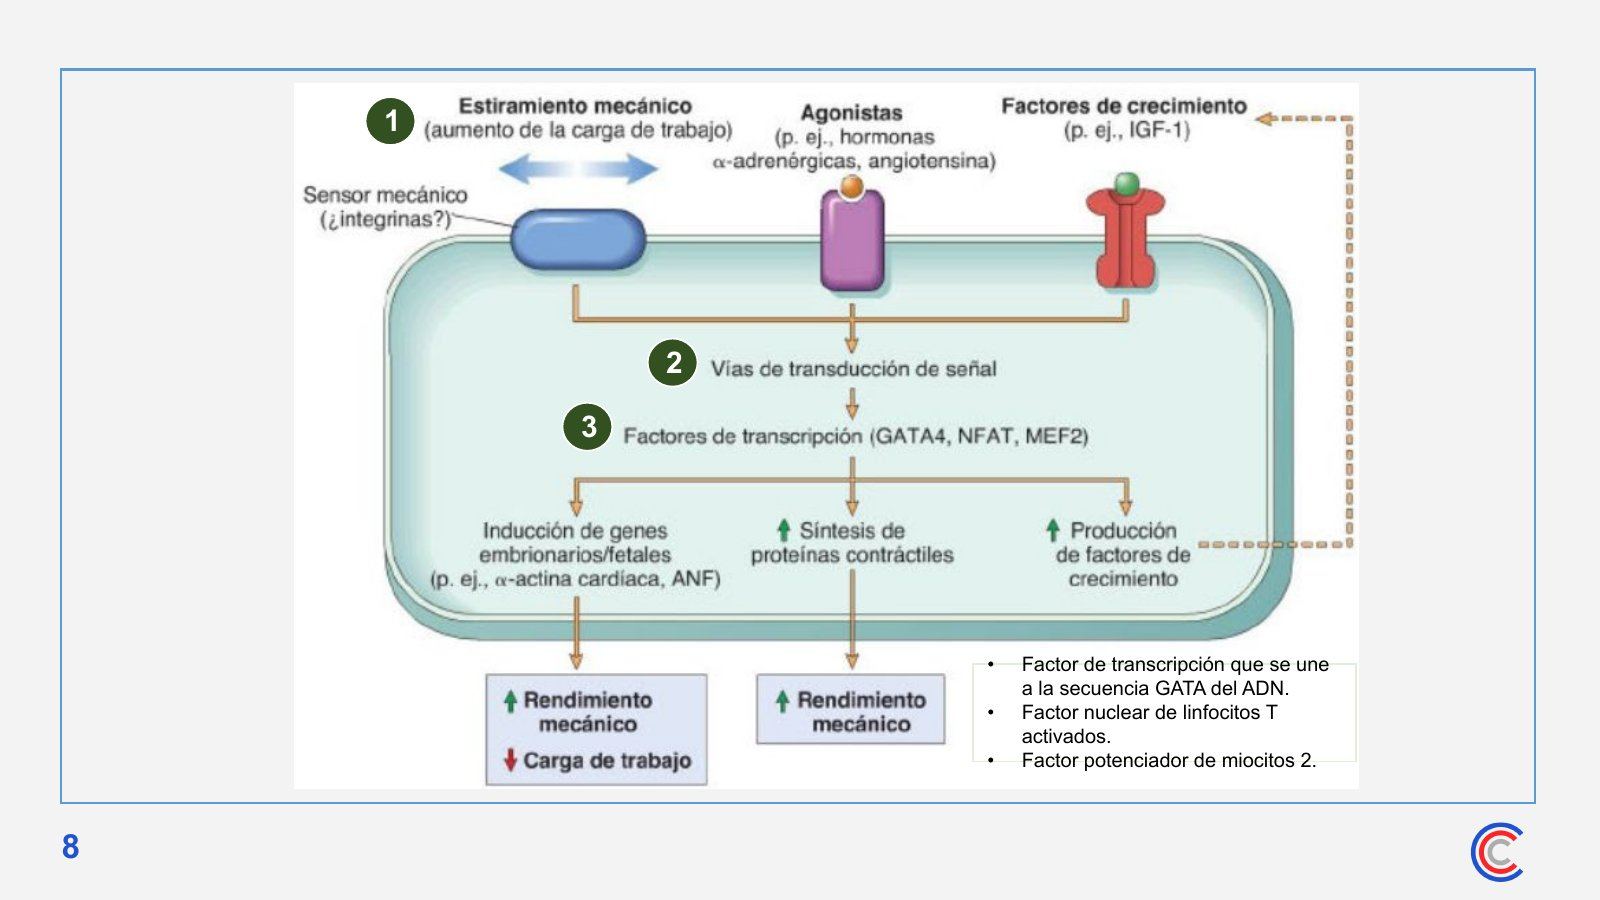 1
Estiramiento mecánico
(aumento de la carga de trabajo)
Agonistas
(p. ej., hormonas
α-adrenérgicas, angiotensina)
Factores de crecimiento
(p. ej., IGF-1)
Sensor mecánico
(¿integrinas?)
2
Vías de transducción de señal
3
Factores de transcripción (GATA4, NFAT, MEF2)
Inducción de genes
embrionarios/fetales
(p. ej., α-actina cardíaca, ANF)
Síntesis de
proteínas contráctiles
Producción
de factores de
crecimiento
Rendimiento
mecánico
Carga de trabajo
Rendimiento
mecánico
• Factor de transcripción que se une
a la secuencia GATA del ADN.
• Factor nuclear de linfocitos T
activados.
• Factor potenciador de miocitos 2.
8